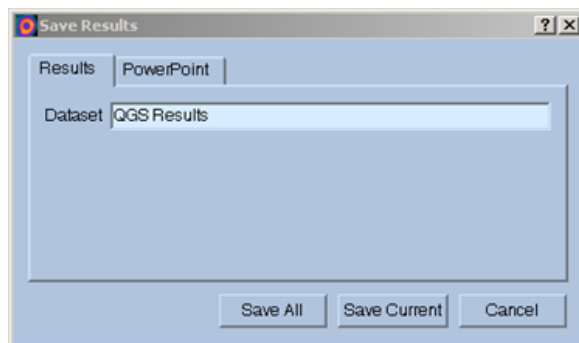 Save Results
Results PowerPoint
Dataset QGS Results
Save All Save Current Cancel